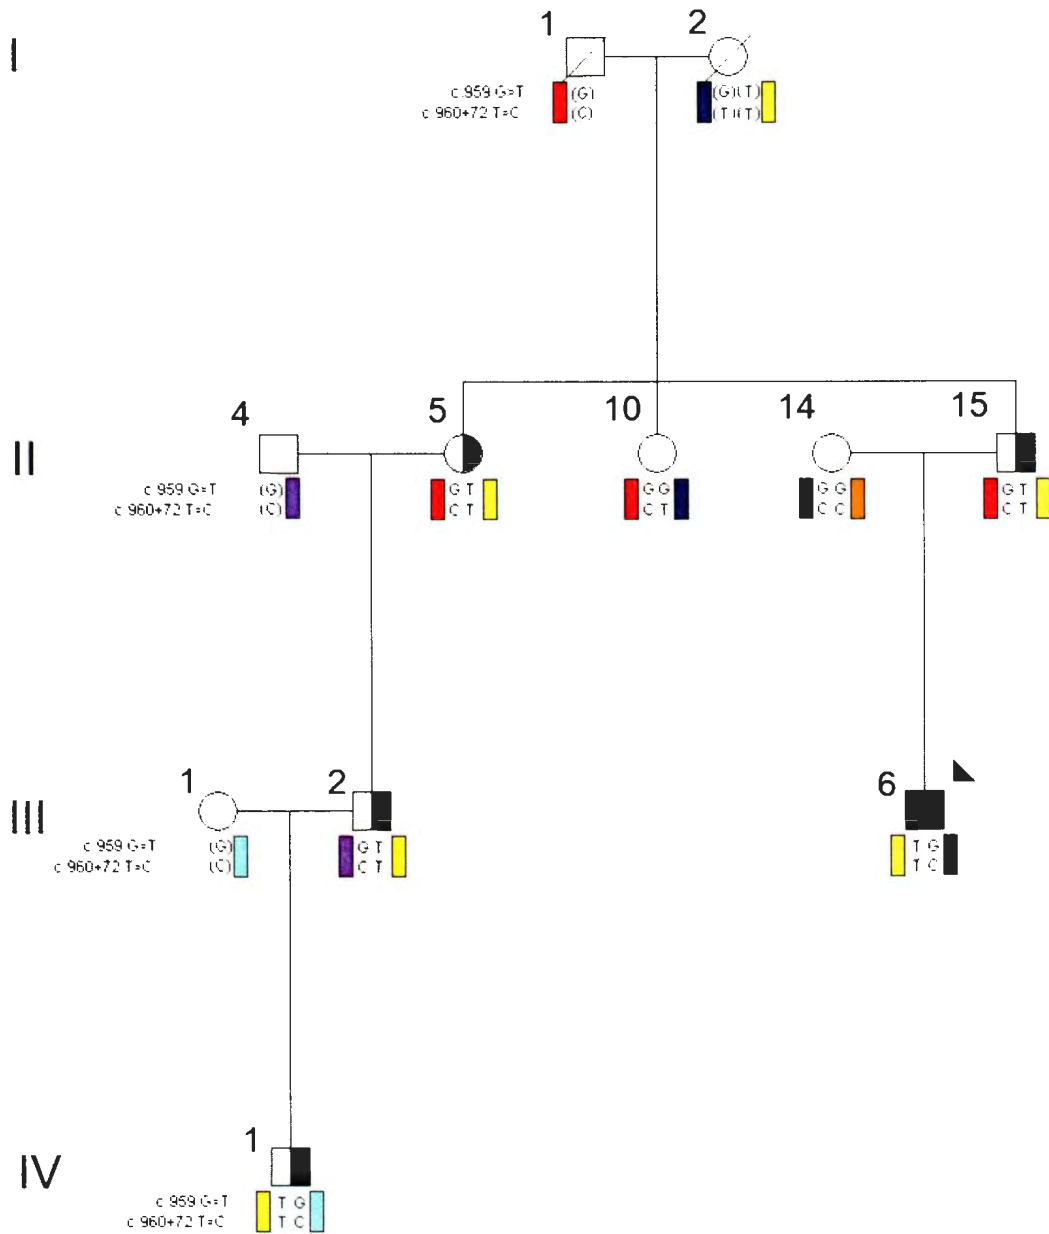 I
1 2
c.959 G>T (G) (G)(T)
c.960+72 T>C (C) (T)(T)
II
4 5 10 14 15
c.959 G>T (G) G T G G G G G T
c.960+72 T>C (C) C T C T C C C T
III
1 2 6
c.959 G>T (G) G T T G
c.960+72 T>C (C) C T T C
IV
1
c.959 G>T T G
c.960+72 T>C T C